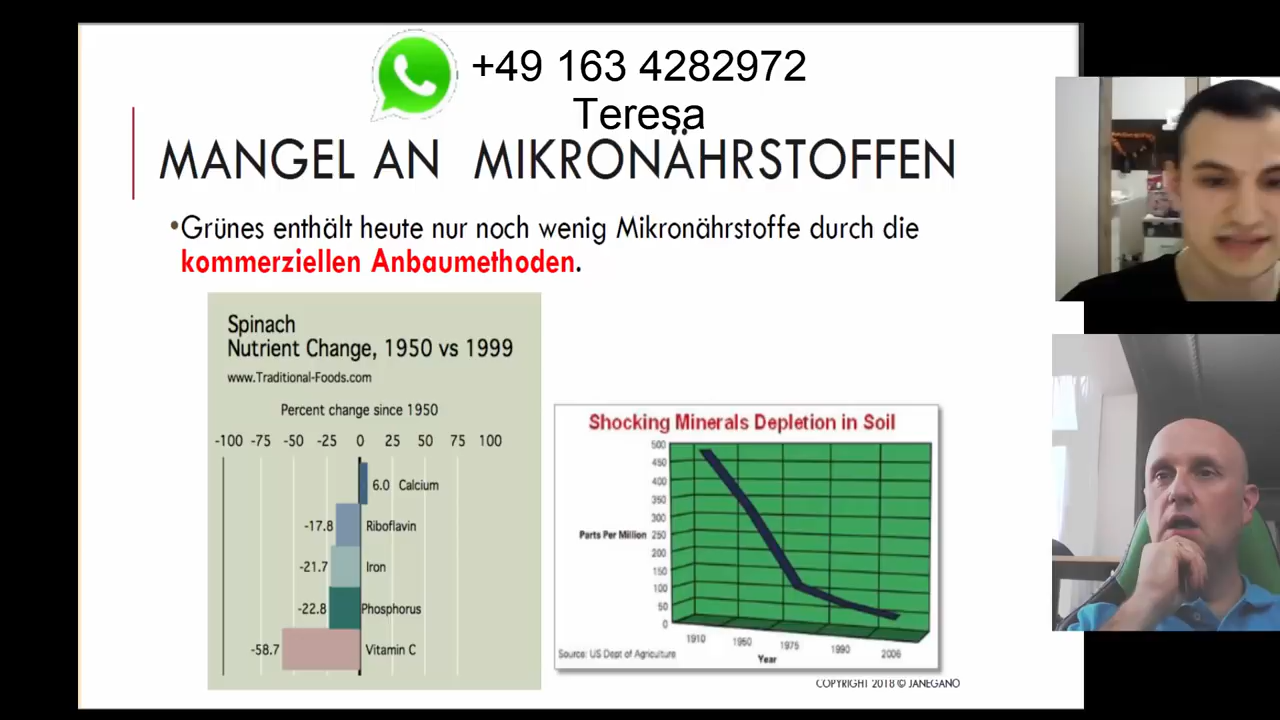 +49 163 4282972
Teresa
MANGEL AN MIKRONÄHRSTOFFEN
•Grünes enthält heute nur noch wenig Mikronährstoffe durch die
kommerziellen Anbaumethoden.
Spinach
Nutrient Change, 1950 vs 1999
www.Traditional-Foods.com
Percent change since 1950
-100 -75 -50 -25 0 25 50 75 100
6.0 Calcium
-17.8 Riboflavin
-21.7 Iron
-22.8 Phosphorus
-58.7 Vitamin C
Shocking Minerals Depletion in Soil
500
450
400
350
300
Parts Per Million 250
200
150
100
50
0
1910 1960 1975 1990 2006
Source: US Dept of Agriculture
Year
COPYRIGHT 2018 © JANEGANO